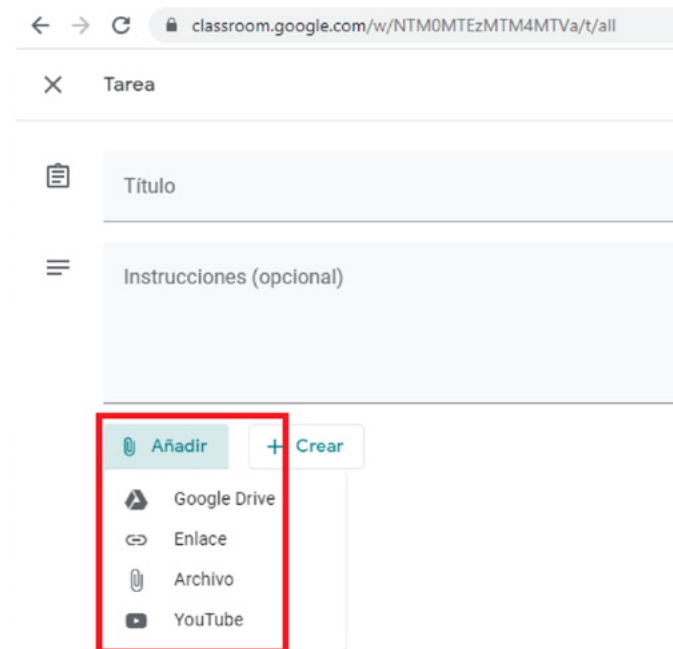 classroom.google.com/w/NTM0MTEzMTM4MTVa/t/all
Tarea
Título
Instrucciones (opcional)
Añadir + Crear
Google Drive
Enlace
Archivo
YouTube